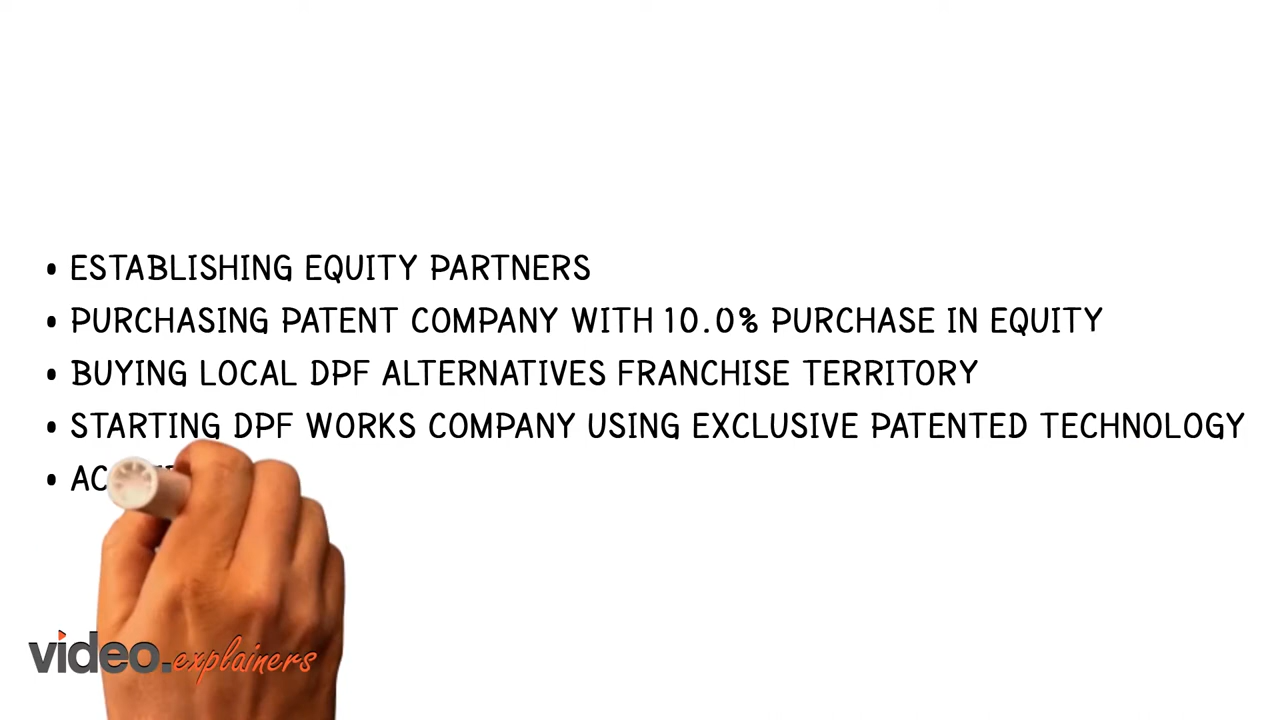 • ESTABLISHING EQUITY PARTNERS
• PURCHASING PATENT COMPANY WITH 10.0% PURCHASE IN EQUITY
• BUYING LOCAL DPF ALTERNATIVES FRANCHISE TERRITORY
• STARTING DPF WORKS COMPANY USING EXCLUSIVE PATENTED TECHNOLOGY
video.explainers